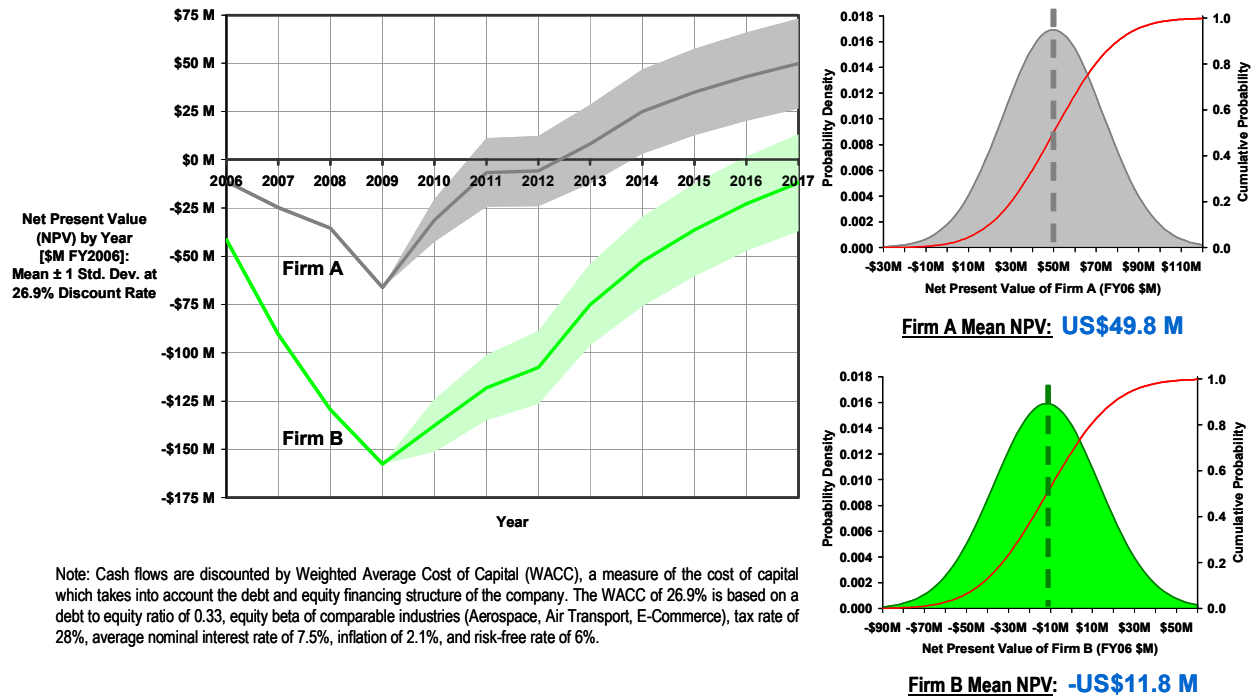 $75 M
$50 M
$25 M
$0 M
-$25 M
-$50 M
-$75 M
-$100 M
-$125 M
-$150 M
-$175 M
2006 2007 2008 2009 2010 2011 2012 2013 2014 2015 2016 2017
Net Present Value
(NPV) by Year
[$M FY2006]:
Mean ± 1 Std. Dev. at
26.9% Discount Rate
Firm A
Firm B
Year
Note: Cash flows are discounted by Weighted Average Cost of Capital (WACC), a measure of the cost of capital
which takes into account the debt and equity financing structure of the company. The WACC of 26.9% is based on a
debt to equity ratio of 0.33, equity beta of comparable industries (Aerospace, Air Transport, E-Commerce), tax rate of
28%, average nominal interest rate of 7.5%, inflation of 2.1%, and risk-free rate of 6%.
Probability Density
0.018
0.016
0.014
0.012
0.010
0.008
0.006
0.004
0.002
0.000
1.0
0.8
0.6
0.4
0.2
0.0
Cumulative Probability
-$30M -$10M $10M $30M $50M $70M $90M $110M
Net Present Value of Firm A (FY06 $M)
Firm A Mean NPV: US$49.8 M
Probability Density
0.018
0.016
0.014
0.012
0.010
0.008
0.006
0.004
0.002
0.000
1.0
0.8
0.6
0.4
0.2
0.0
Cumulative Probability
-$90M -$70M -$50M -$30M -$10M $10M $30M $50M
Net Present Value of Firm B (FY06 $M)
Firm B Mean NPV: -US$11.8 M